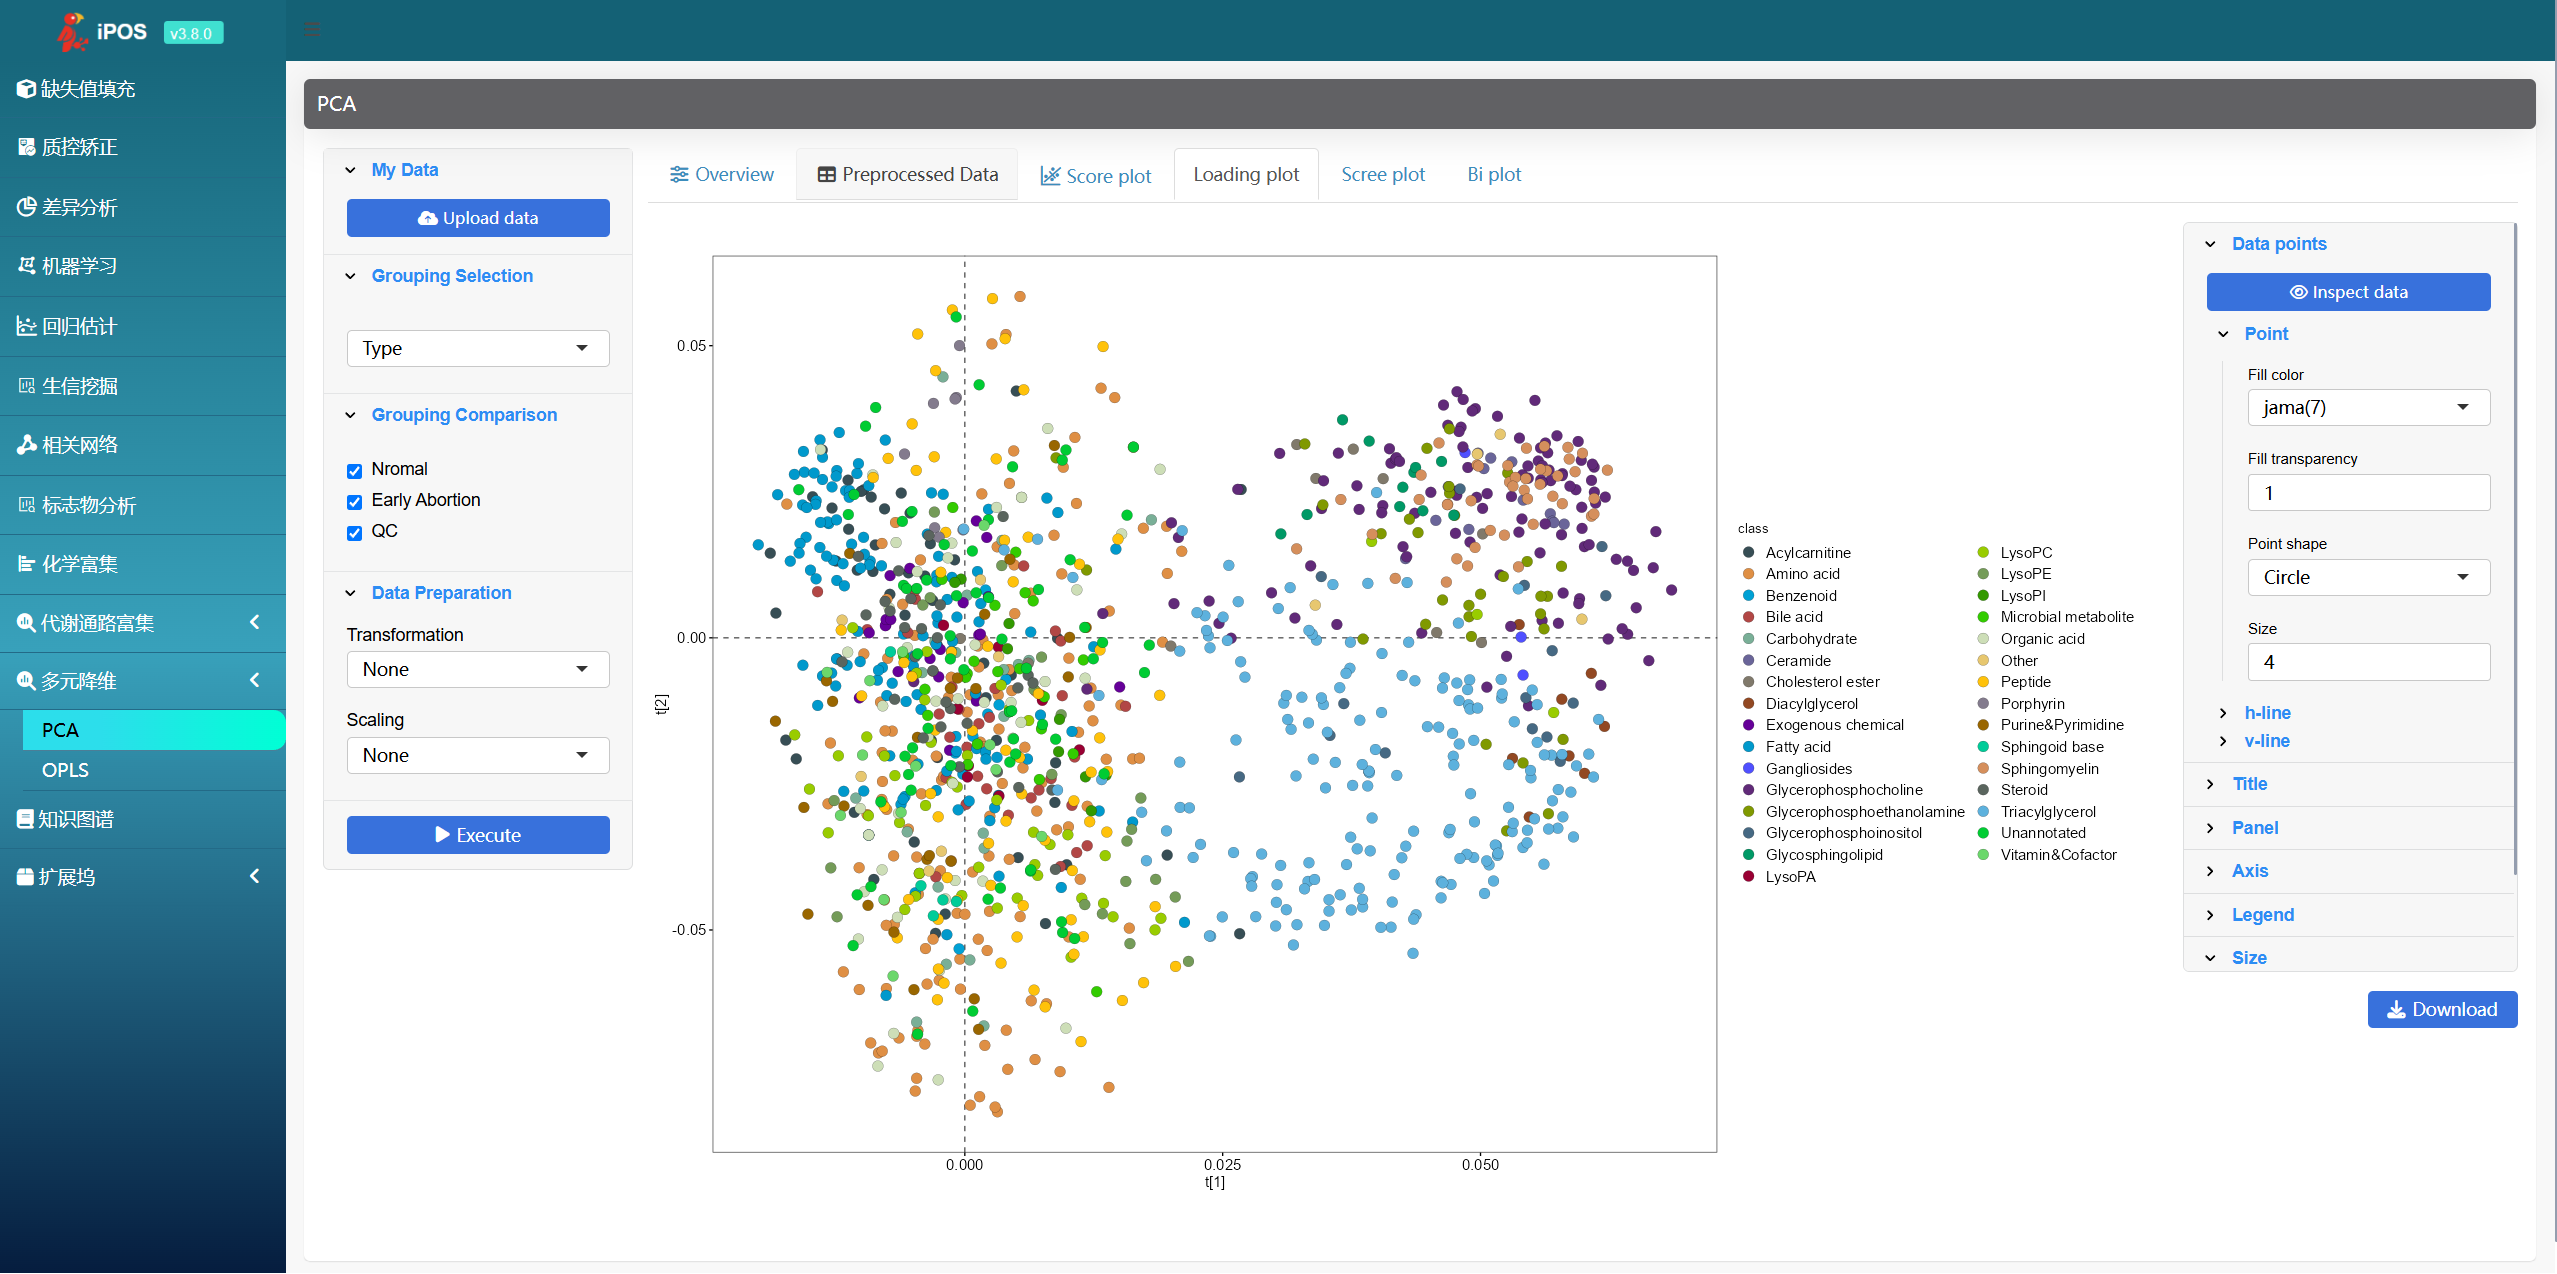 iPOS v3.8.0
缺失值填充
质控矫正
差异分析
机器学习
回归估计
生信挖掘
相关网络
标志物分析
化学富集
代谢通路富集
多元降维
PCA
OPLS
知识图谱
扩展坞
PCA
My Data
Upload data
Grouping Selection
Type
Grouping Comparison
Nromal
Early Abortion
QC
Data Preparation
Transformation
None
Scaling
None
Execute
Overview
Preprocessed Data
Score plot
Loading plot
Scree plot
Bi plot
0.05
0.00
-0.05
t[2]
0.000
0.025
0.050
t[1]
class
Acylcarnitine
Amino acid
Benzenoid
Bile acid
Carbohydrate
Ceramide
Cholesterol ester
Diacylglycerol
Exogenous chemical
Fatty acid
Gangliosides
Glycerophosphocholine
Glycerophosphoethanolamine
Glycerophosphoinositol
Glycosphingolipid
LysoPA
LysoPC
LysoPE
LysoPI
Microbial metabolite
Organic acid
Other
Peptide
Porphyrin
Purine&Pyrimidine
Sphingoid base
Sphingomyelin
Steroid
Triacylglycerol
Unannotated
Vitamin&Cofactor
Data points
Inspect data
Point
Fill color
jama(7)
Fill transparency
1
Point shape
Circle
Size
4
h-line
v-line
Title
Panel
Axis
Legend
Size
Download